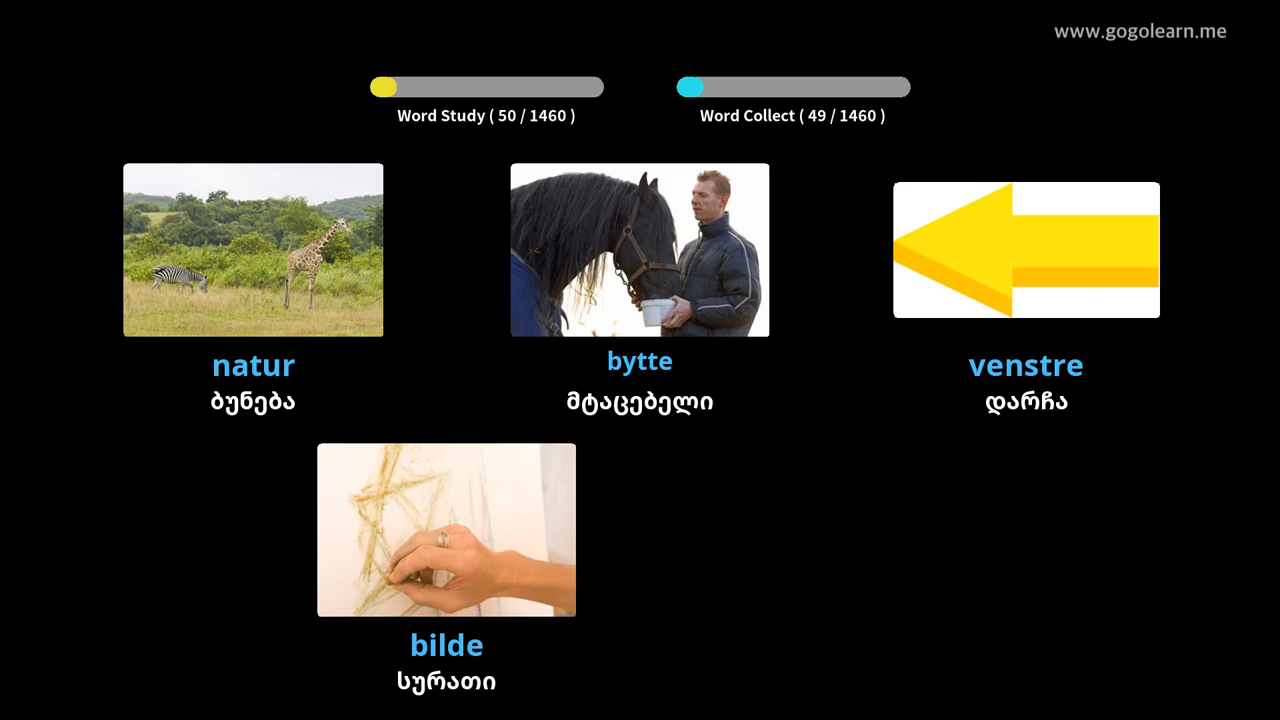 www.gogolearn.me
Word Study ( 50 / 1460 )
Word Collect ( 49 / 1460 )
natur
ბუნება
bytte
მტაცებელი
venstre
დარჩა
bilde
სურათი